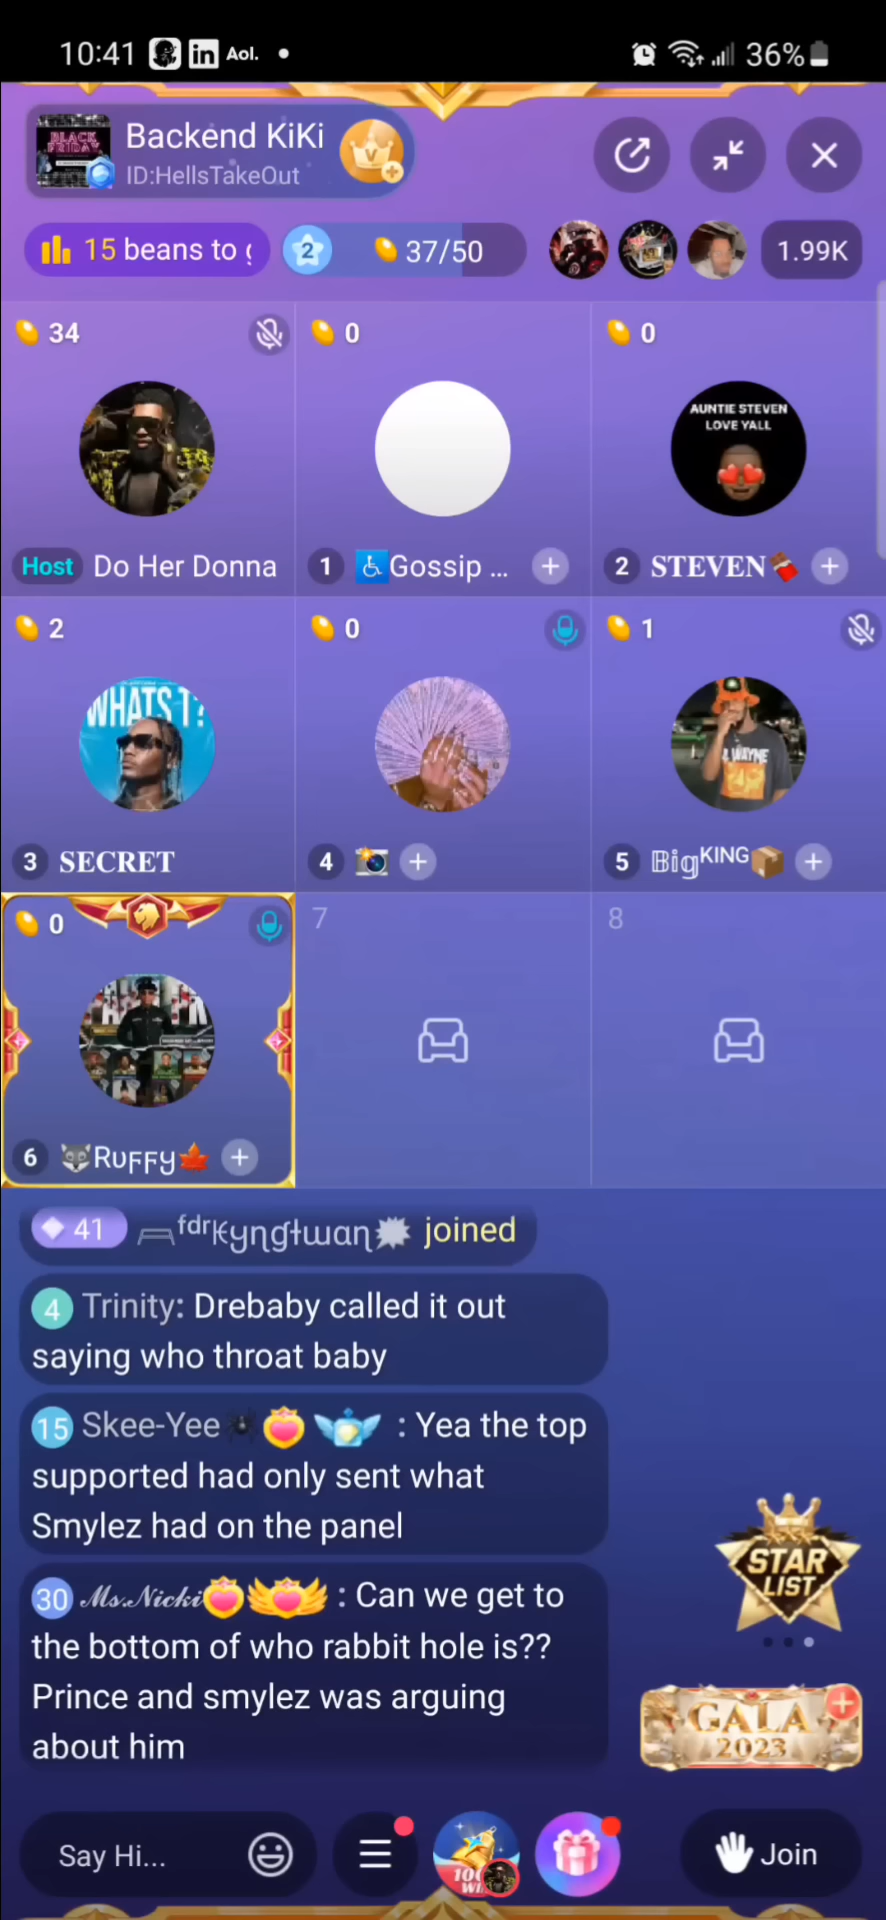 10:41 in Aol. 36%
BLACK FRIDAY
Backend KiKi
ID:HellsTakeOut
15 beans to g
2 37/50
1.99K
34
0
0
AUNTIE STEVEN
LOVE YALL
Host Do Her Donna
1 ♿Gossip ...
2 STEVEN🍫
2
0
1
WHATS T?
WAYNE
3 SECRET
4 📸
5 𝔹𝕚𝕘ᴷᴵᴺᴳ📦
0
7
8
6 🐺Rυғғყ🍁
41 joined
4 Trinity: Drebaby called it out
saying who throat baby
15 Skee-Yee🕷 : Yea the top
supported had only sent what
Smylez had on the panel
30 𝓜𝓼.𝓝𝓲𝓬𝓴𝓲 : Can we get to
the bottom of who rabbit hole is??
Prince and smylez was arguing
about him
STAR
LIST
GALA
2023
Say Hi...
Join